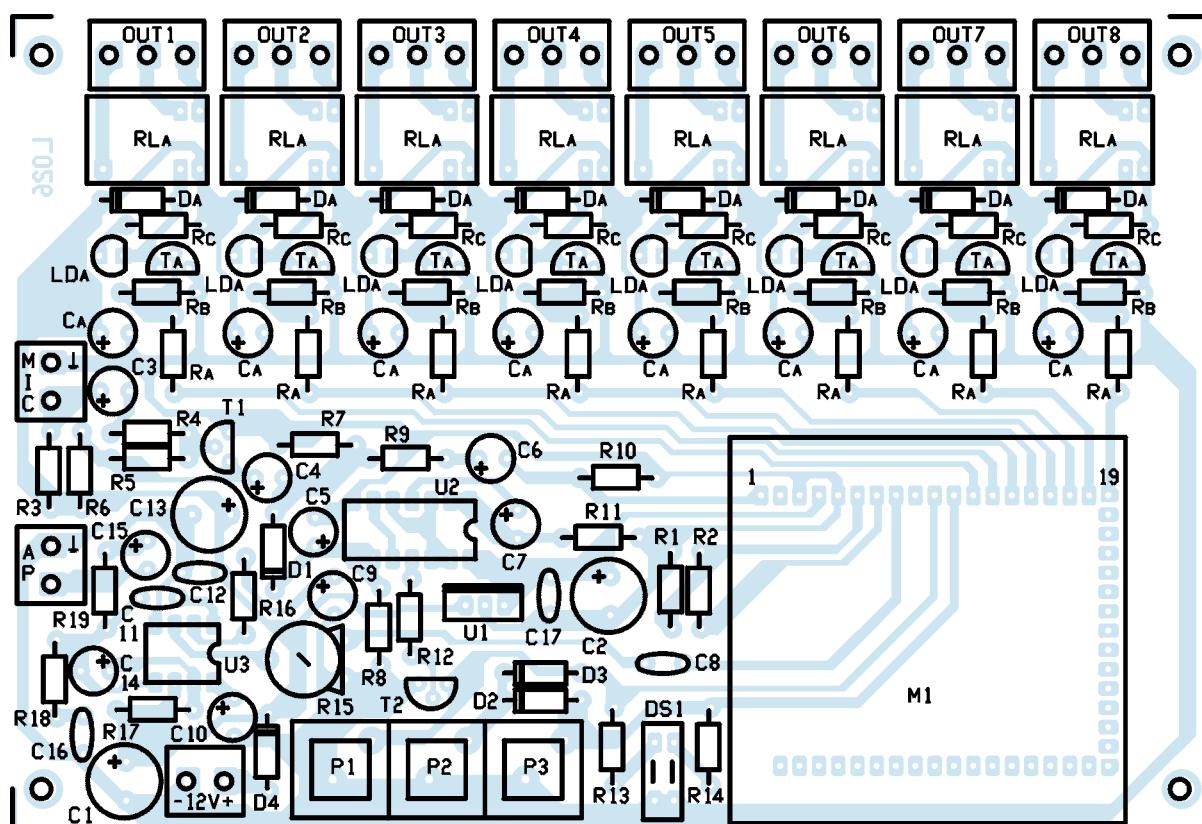 OUT1 OUT2 OUT3 OUT4 OUT5 OUT6 OUT7 OUT8
RLA RLA RLA RLA RLA RLA RLA RLA
DA DA DA DA DA DA DA DA
RC RC RC RC RC RC RC RC
TA TA TA TA TA TA TA TA
LDA LDA LDA LDA LDA LDA LDA LDA
RB RB RB RB RB RB RB RB
CA
CA CA CA CA CA CA CA
RA RA RA RA RA RA RA RA
MIC
C3
R4 T1 R7 R9 C6 R10
R5 C4
R3 R6 C13 C5 U2 1 19
C15 R11 R1 R2
AP
C7
D1 C9
C12
R19 C11 R16 U1 C17 C2
U3 R12 C8
C14 R8 D3
R18 R15 T2 D2 DS1 M1
C16 R17 C10
P1 P2 P3
C1 -12V+ D4 R13 R14